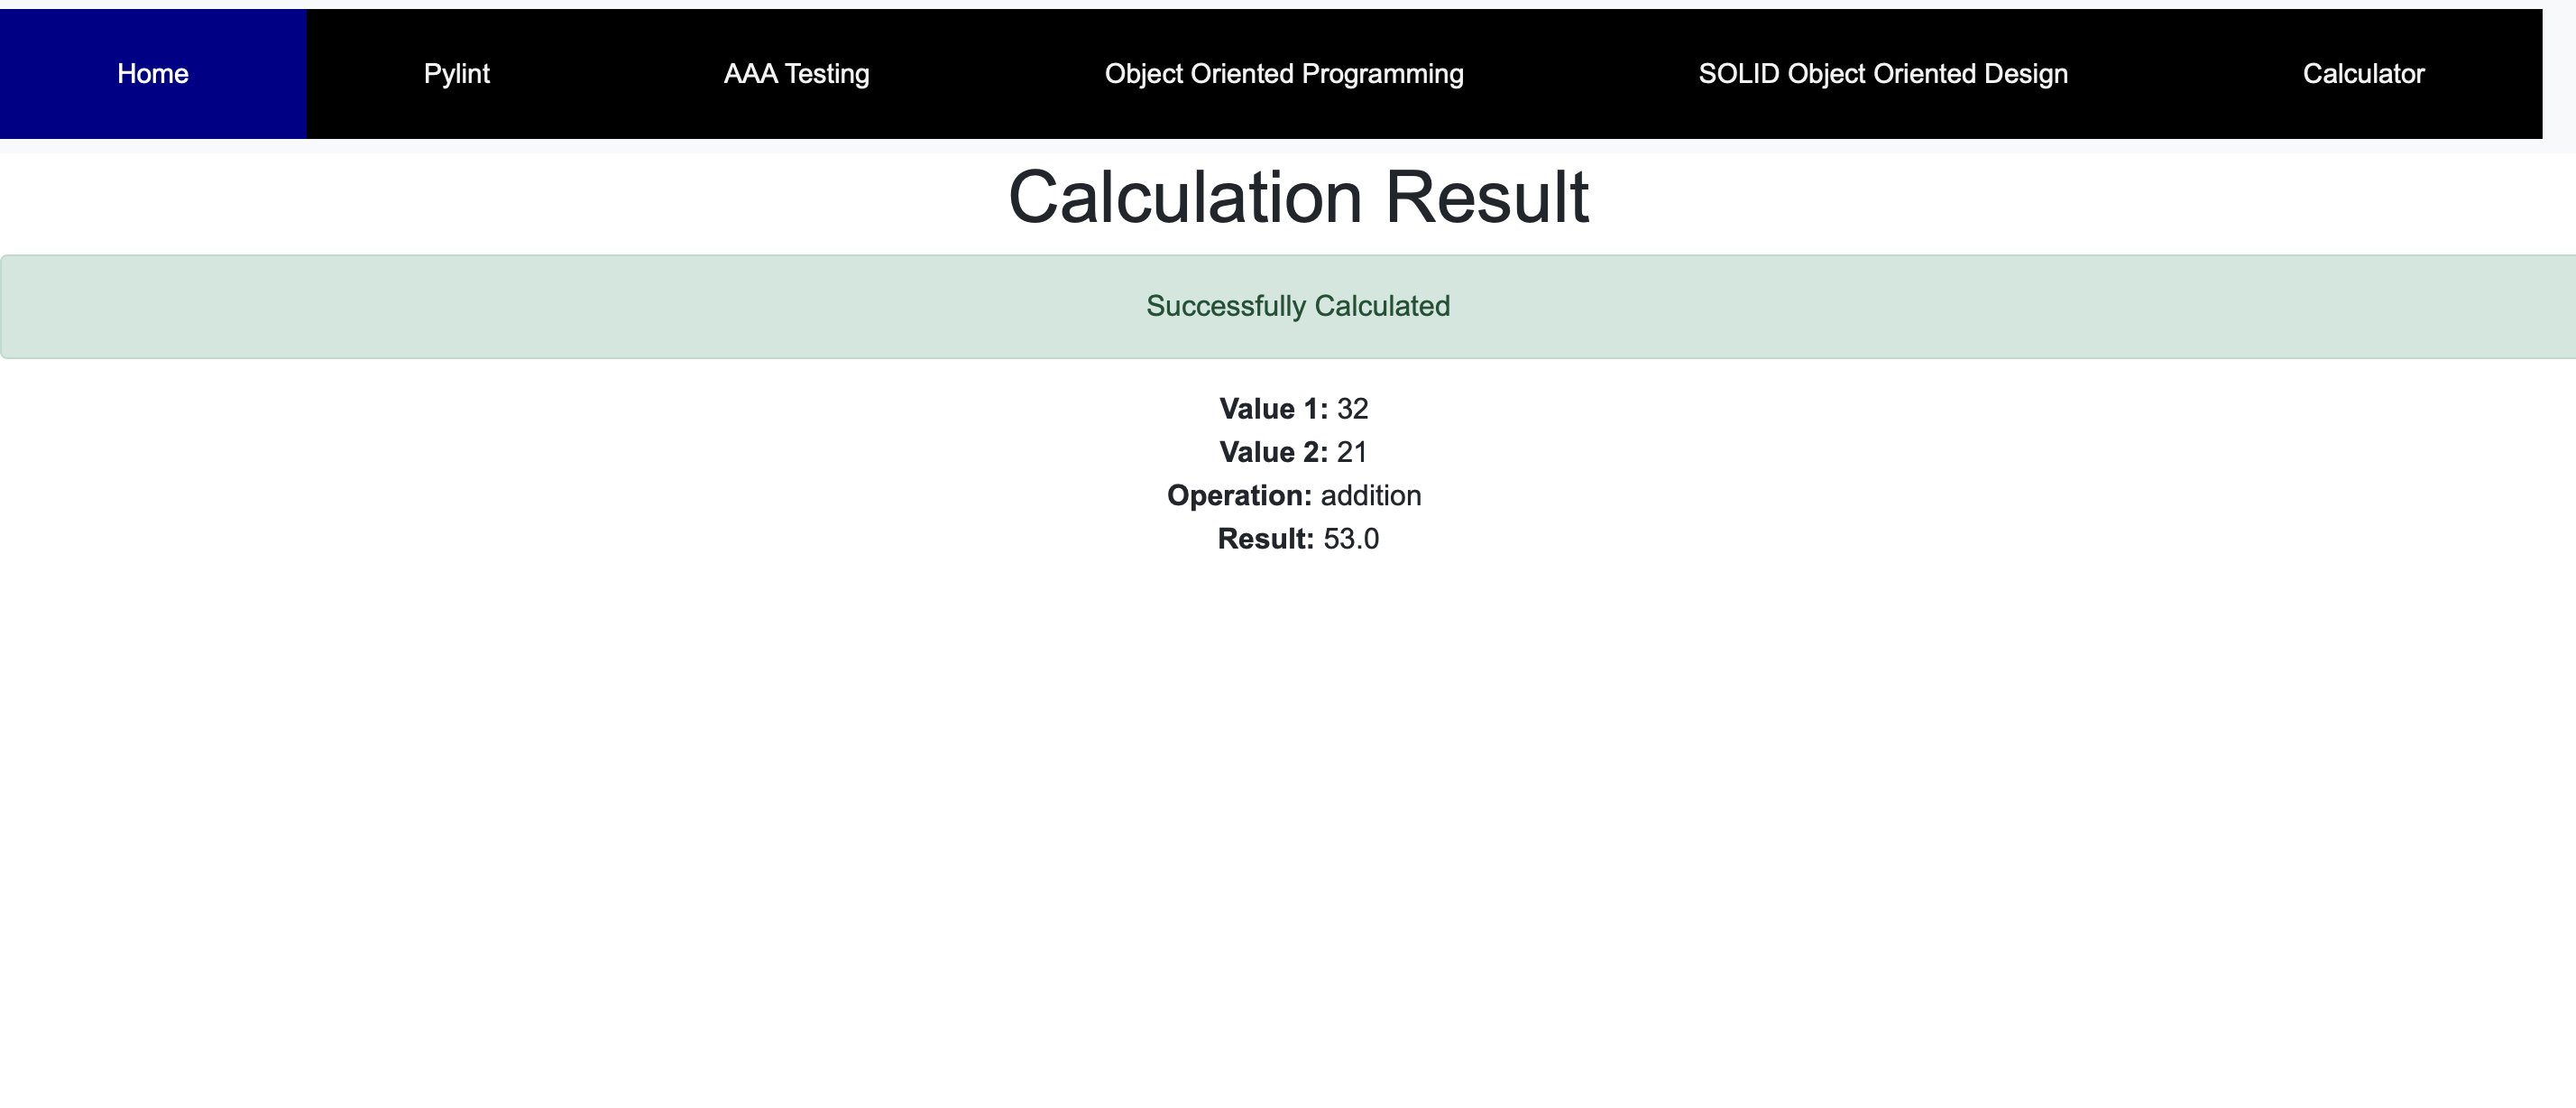 Home Pylint AAA Testing Object Oriented Programming SOLID Object Oriented Design Calculator
Calculation Result
Successfully Calculated
Value 1: 32
Value 2: 21
Operation: addition
Result: 53.0